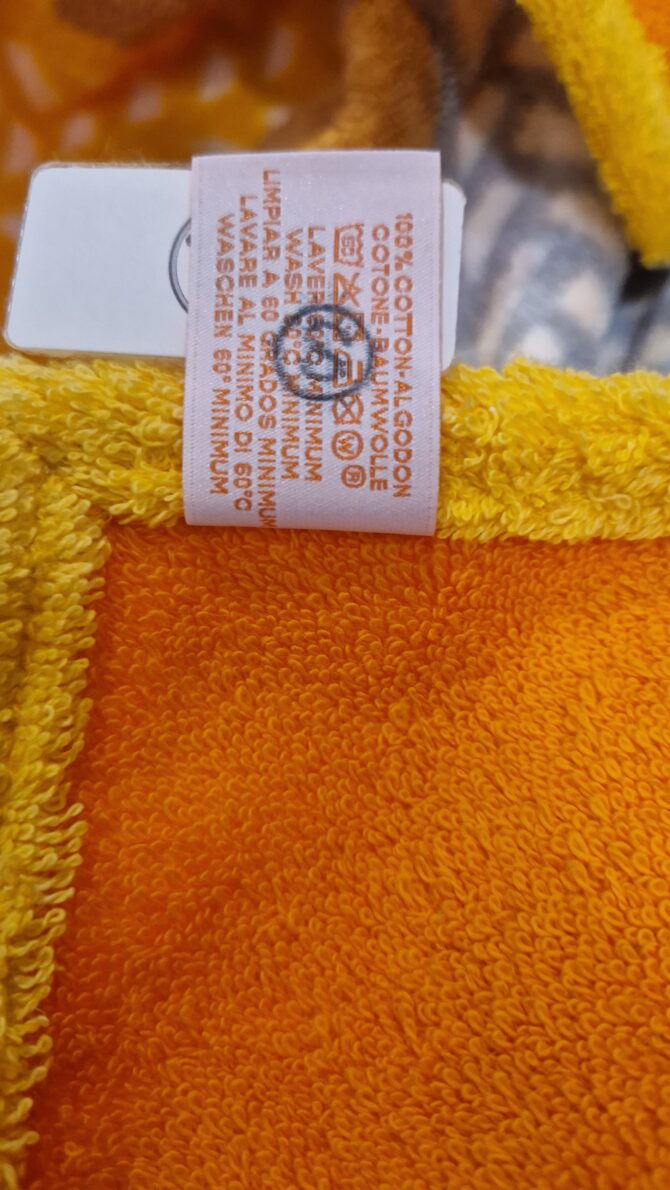 100% COTTON-ALGODON
COTONE-BAUMWOLLE
60 W P
LAVER 60°C MINIMUM
WASH 60°C MINIMUM
LIMPIAR A 60 GRADOS MINIMUM
LAVARE AL MINIMO DI 60°C
WASCHEN 60° MINIMUM